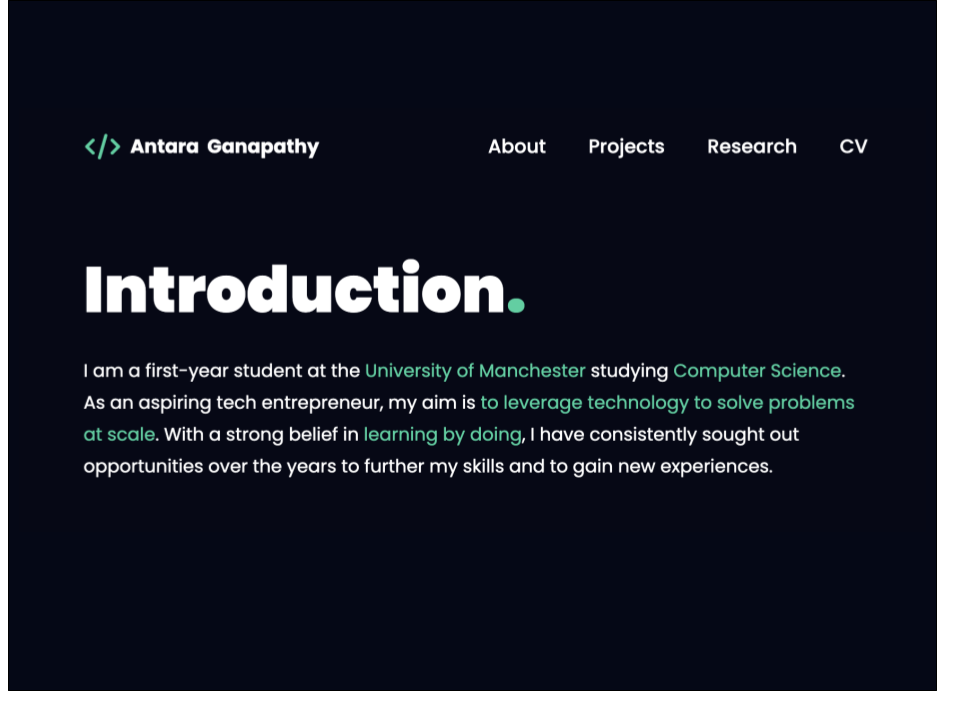 </> Antara Ganapathy About Projects Research CV
Introduction.
I am a first-year student at the University of Manchester studying Computer Science.
As an aspiring tech entrepreneur, my aim is to leverage technology to solve problems
at scale. With a strong belief in learning by doing, I have consistently sought out
opportunities over the years to further my skills and to gain new experiences.